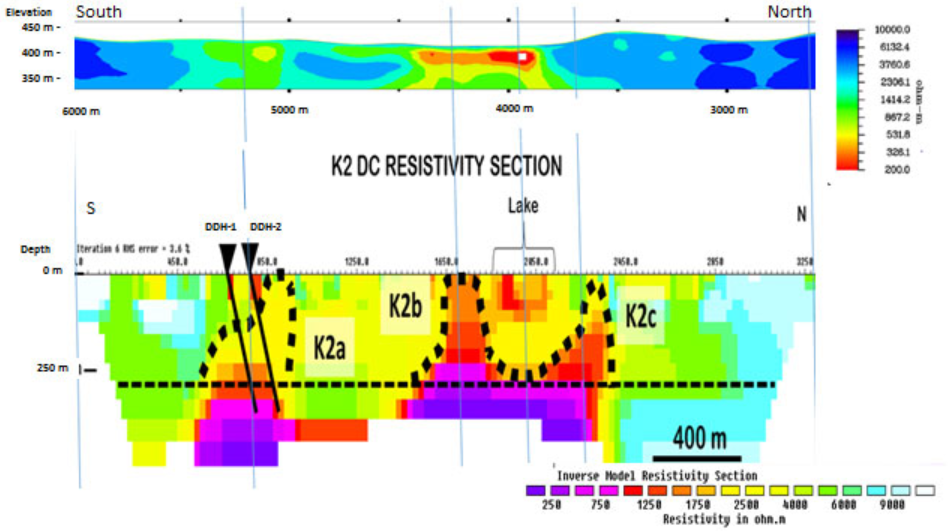 Elevation
South
North
450 m -
400 m -
350 m -
6000 m
5000 m
4000 m
3000 m
10000.0
6132.4
3760.6
2306.1
1414.2
867.2
531.8
326.1
200.0
ohm-m
K2 DC RESISTIVITY SECTION
S
Lake
N
DDH-1
DDH-2
Depth
Iteration 6 RMS error = 3.6 %
0 m
.0
450.0
850.0
1250.0
1650.0
2050.0
2450.0
2850
3250
K2a
K2b
K2c
250 m
400 m
Inverse Model Resistivity Section
250
750
1250
1750
2500
4000
6000
9000
Resistivity in ohm.m